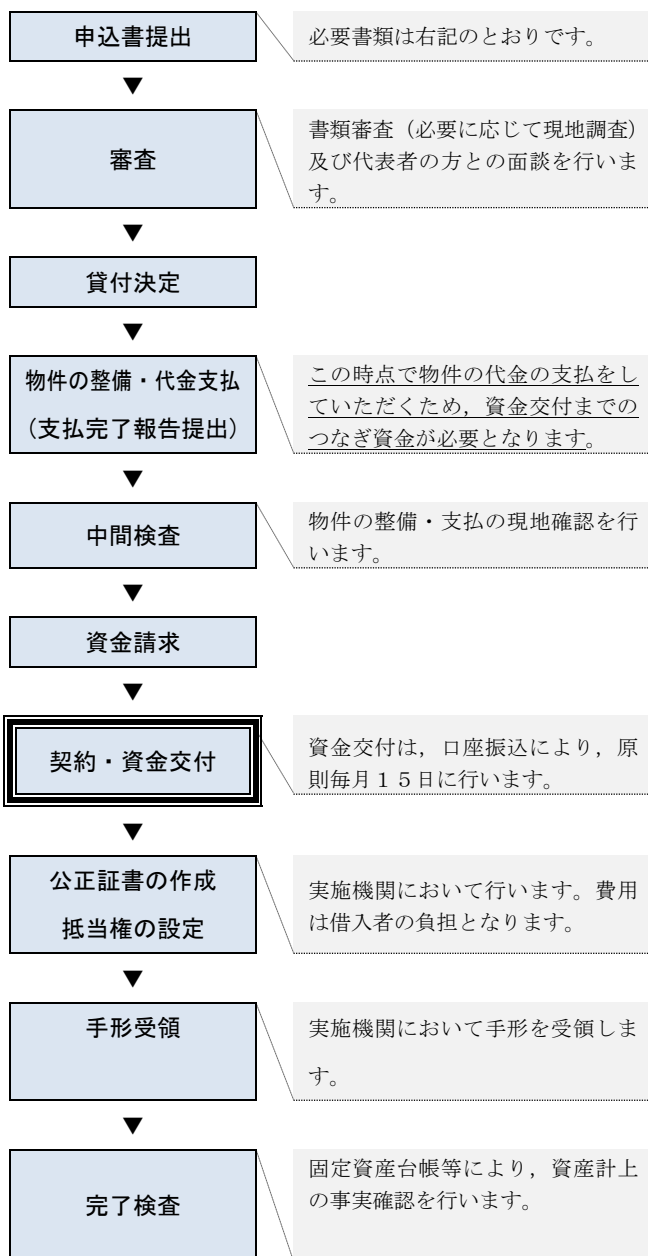 申込書提出
必要書類は右記のとおりです。
▼
審査
書類審査（必要に応じて現地調査）
及び代表者の方との面談を行いま
す。
▼
貸付決定
▼
物件の整備・代金支払
（支払完了報告提出）
この時点で物件の代金の支払をし
ていただくため，資金交付までの
つなぎ資金が必要となります。
▼
中間検査
物件の整備・支払の現地確認を行
います。
▼
資金請求
▼
契約・資金交付
資金交付は，口座振込により，原
則毎月１５日に行います。
▼
公正証書の作成
抵当権の設定
実施機関において行います。費用
は借入者の負担となります。
▼
手形受領
実施機関において手形を受領しま
す。
▼
完了検査
固定資産台帳等により，資産計上
の事実確認を行います。